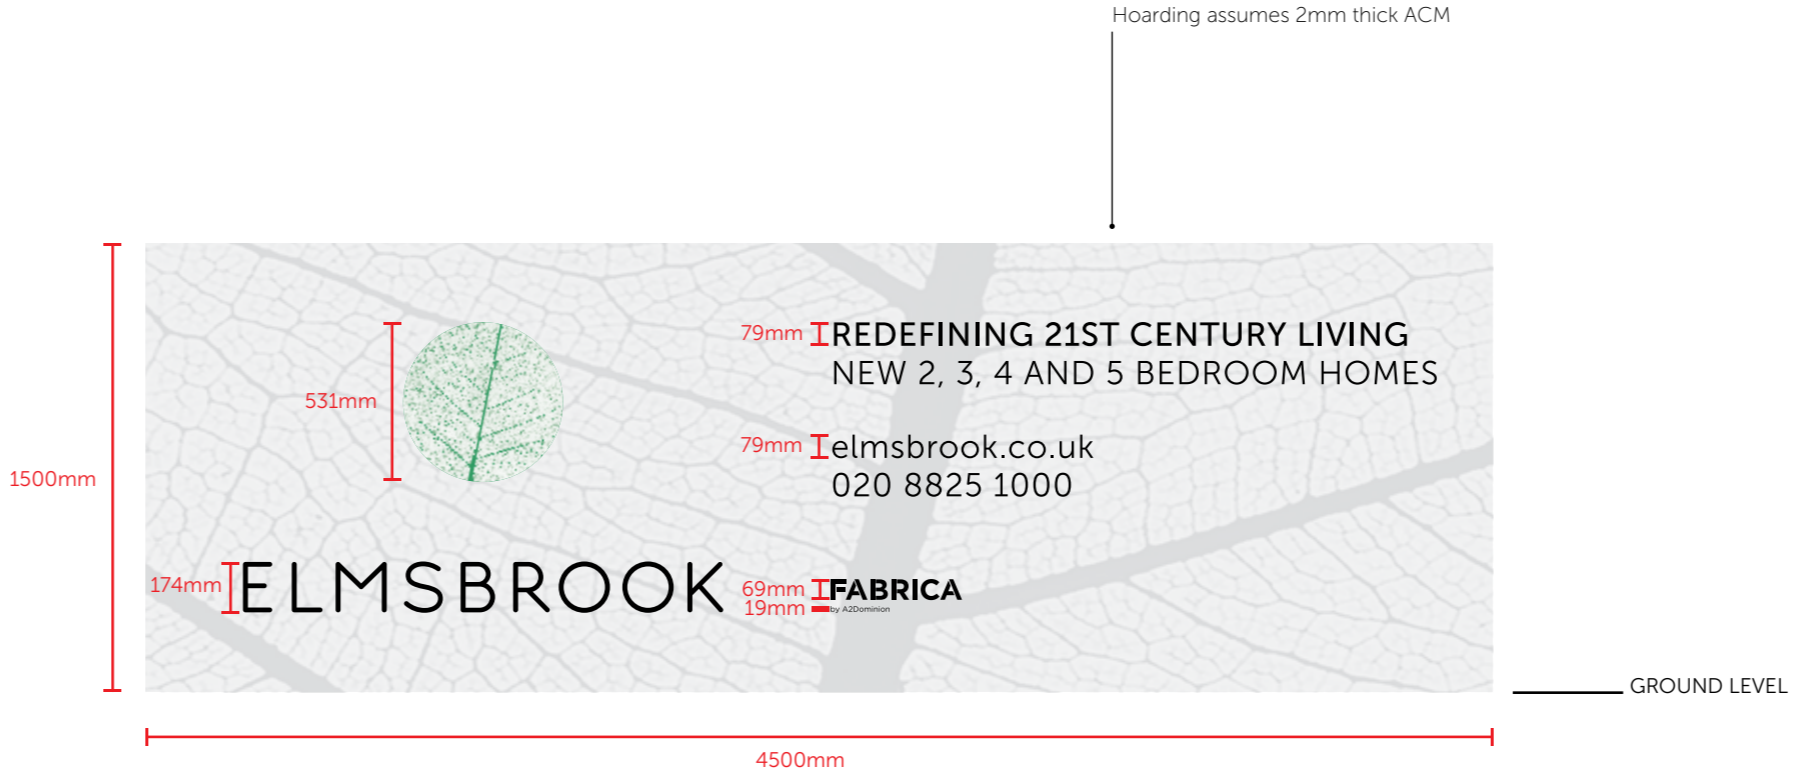 Hoarding assumes 2mm thick ACM
79mm REDEFINING 21ST CENTURY LIVING
NEW 2, 3, 4 AND 5 BEDROOM HOMES
531mm
79mm elmsbrook.co.uk
1500mm
020 8825 1000
174mm ELMSBROOK
69mm FABRICA
19mm by A2Dominion
GROUND LEVEL
4500mm